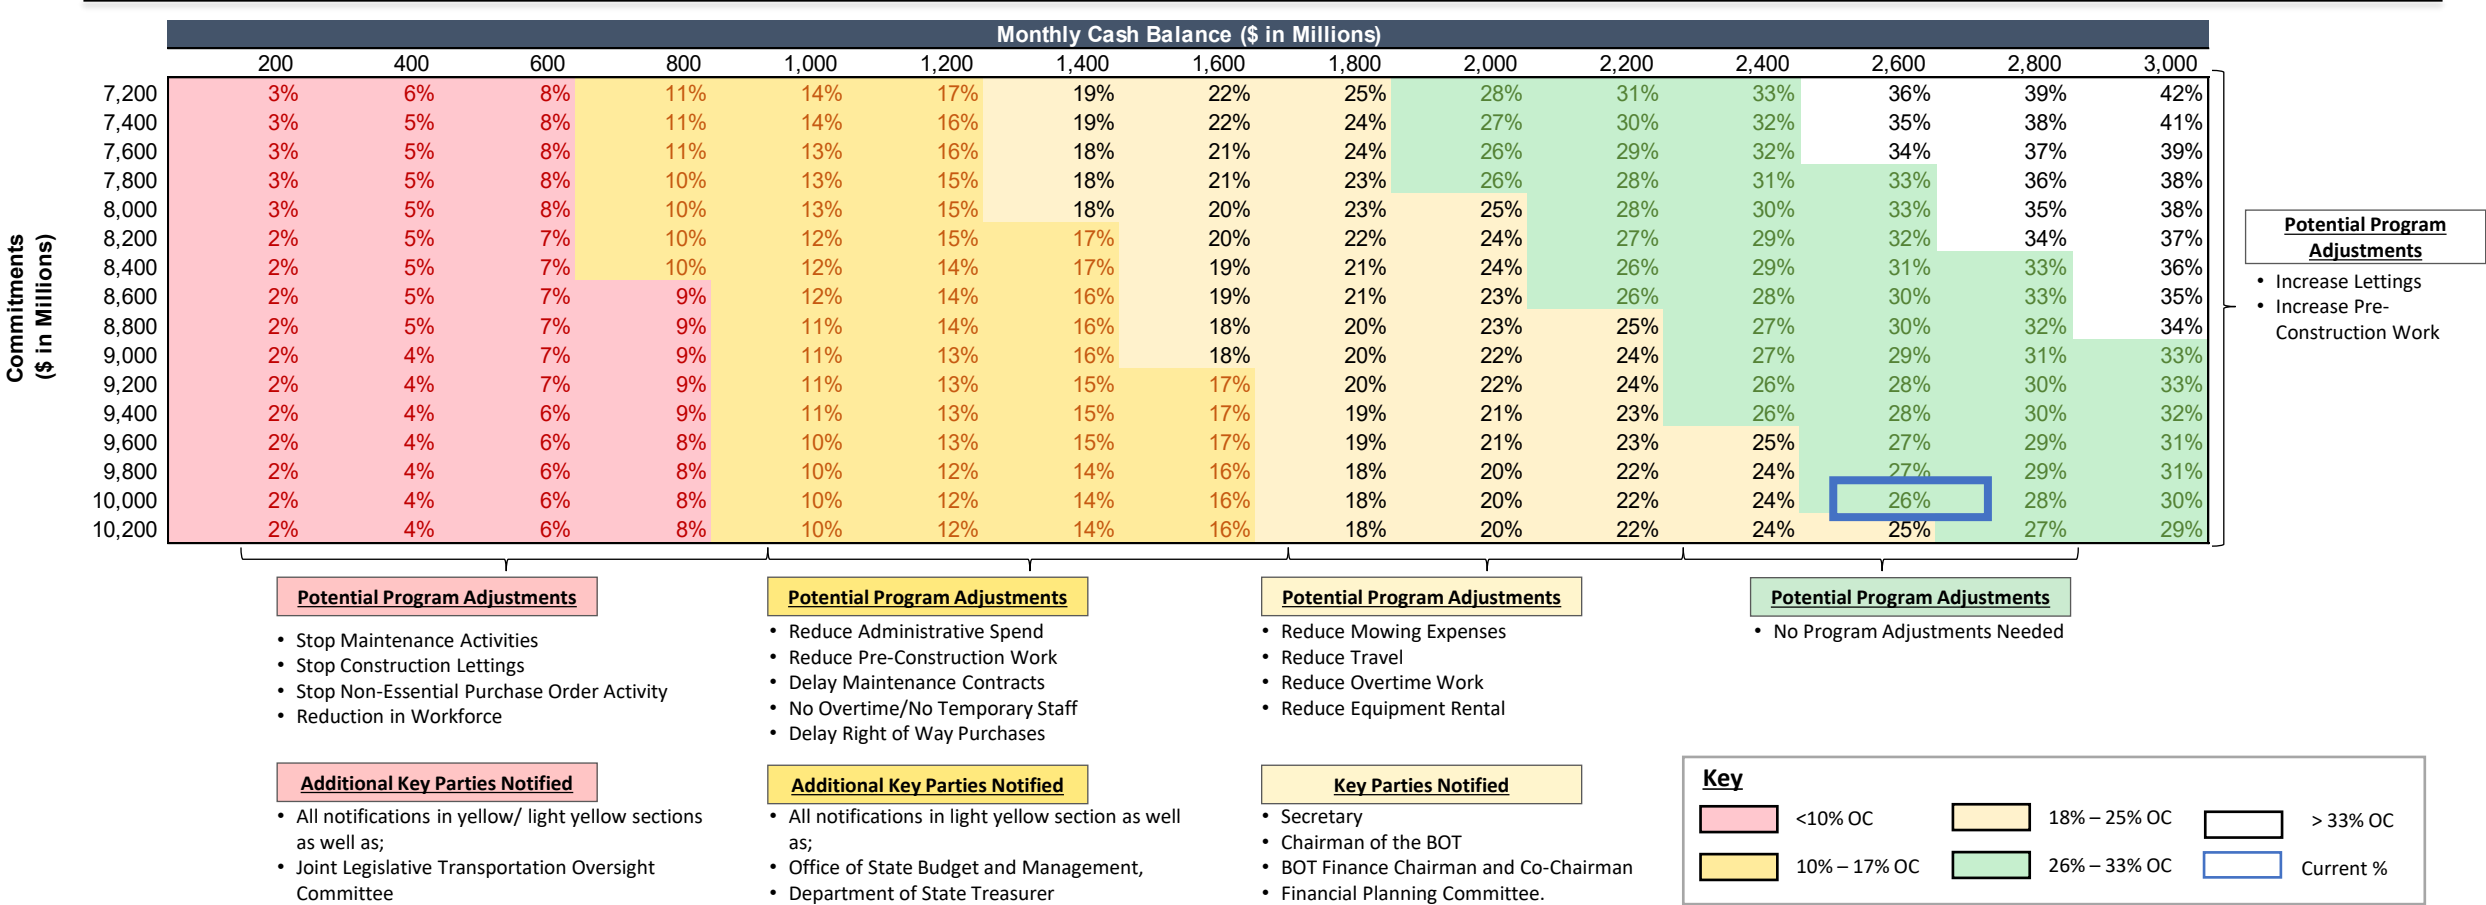 Monthly Cash Balance ($ in Millions)
200 400 600 800 1,000 1,200 1,400 1,600 1,800 2,000 2,200 2,400 2,600 2,800 3,000
Commitments
($ in Millions)
7,200 3% 6% 8% 11% 14% 17% 19% 22% 25% 28% 31% 33% 36% 39% 42%
7,400 3% 5% 8% 11% 14% 16% 19% 22% 24% 27% 30% 32% 35% 38% 41%
7,600 3% 5% 8% 11% 13% 16% 18% 21% 24% 26% 29% 32% 34% 37% 39%
7,800 3% 5% 8% 10% 13% 15% 18% 21% 23% 26% 28% 31% 33% 36% 38%
8,000 3% 5% 8% 10% 13% 15% 18% 20% 23% 25% 28% 30% 33% 35% 38%
8,200 2% 5% 7% 10% 12% 15% 17% 20% 22% 24% 27% 29% 32% 34% 37%
8,400 2% 5% 7% 10% 12% 14% 17% 19% 21% 24% 26% 29% 31% 33% 36%
8,600 2% 5% 7% 9% 12% 14% 16% 19% 21% 23% 26% 28% 30% 33% 35%
8,800 2% 5% 7% 9% 11% 14% 16% 18% 20% 23% 25% 27% 30% 32% 34%
9,000 2% 4% 7% 9% 11% 13% 16% 18% 20% 22% 24% 27% 29% 31% 33%
9,200 2% 4% 7% 9% 11% 13% 15% 17% 20% 22% 24% 26% 28% 30% 33%
9,400 2% 4% 6% 9% 11% 13% 15% 17% 19% 21% 23% 26% 28% 30% 32%
9,600 2% 4% 6% 8% 10% 13% 15% 17% 19% 21% 23% 25% 27% 29% 31%
9,800 2% 4% 6% 8% 10% 12% 14% 16% 18% 20% 22% 24% 27% 29% 31%
10,000 2% 4% 6% 8% 10% 12% 14% 16% 18% 20% 22% 24% 26% 28% 30%
10,200 2% 4% 6% 8% 10% 12% 14% 16% 18% 20% 22% 24% 25% 27% 29%
Potential Program
Adjustments
• Increase Lettings
• Increase Pre-
Construction Work
Potential Program Adjustments
• Stop Maintenance Activities
• Stop Construction Lettings
• Stop Non-Essential Purchase Order Activity
• Reduction in Workforce
Potential Program Adjustments
• Reduce Administrative Spend
• Reduce Pre-Construction Work
• Delay Maintenance Contracts
• No Overtime/No Temporary Staff
• Delay Right of Way Purchases
Potential Program Adjustments
• Reduce Mowing Expenses
• Reduce Travel
• Reduce Overtime Work
• Reduce Equipment Rental
Potential Program Adjustments
• No Program Adjustments Needed
Additional Key Parties Notified
• All notifications in yellow/ light yellow sections
as well as;
• Joint Legislative Transportation Oversight
Committee
Additional Key Parties Notified
• All notifications in light yellow section as well
as;
• Office of State Budget and Management,
• Department of State Treasurer
Key Parties Notified
• Secretary
• Chairman of the BOT
• BOT Finance Chairman and Co-Chairman
• Financial Planning Committee.
Key
<10% OC
18% – 25% OC
> 33% OC
10% – 17% OC
26% – 33% OC
Current %